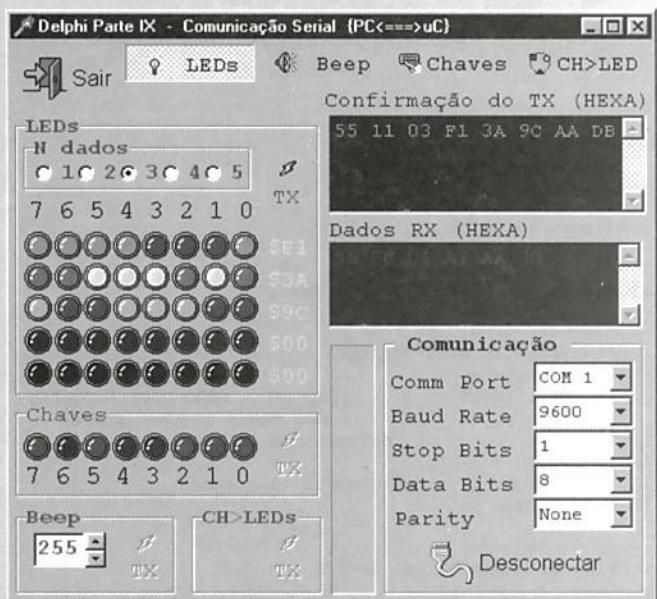 Delphi Parte IX - Comunicação Serial {PC<===>uC}
Sair LEDs Beep Chaves CH>LED
Confirmação do TX (HEXA)
55 11 03 F1 3A 9C AA DB
LEDs
N dados
1 2 3 4 5
TX
7 6 5 4 3 2 1 0
$F1
$3A
$9C
$00
$00
Dados RX (HEXA)
Chaves
7 6 5 4 3 2 1 0
TX
Beep
255
TX
CH>LEDs
TX
Comunicação
Comm Port COM 1
Baud Rate 9600
Stop Bits 1
Data Bits 8
Parity None
Desconectar